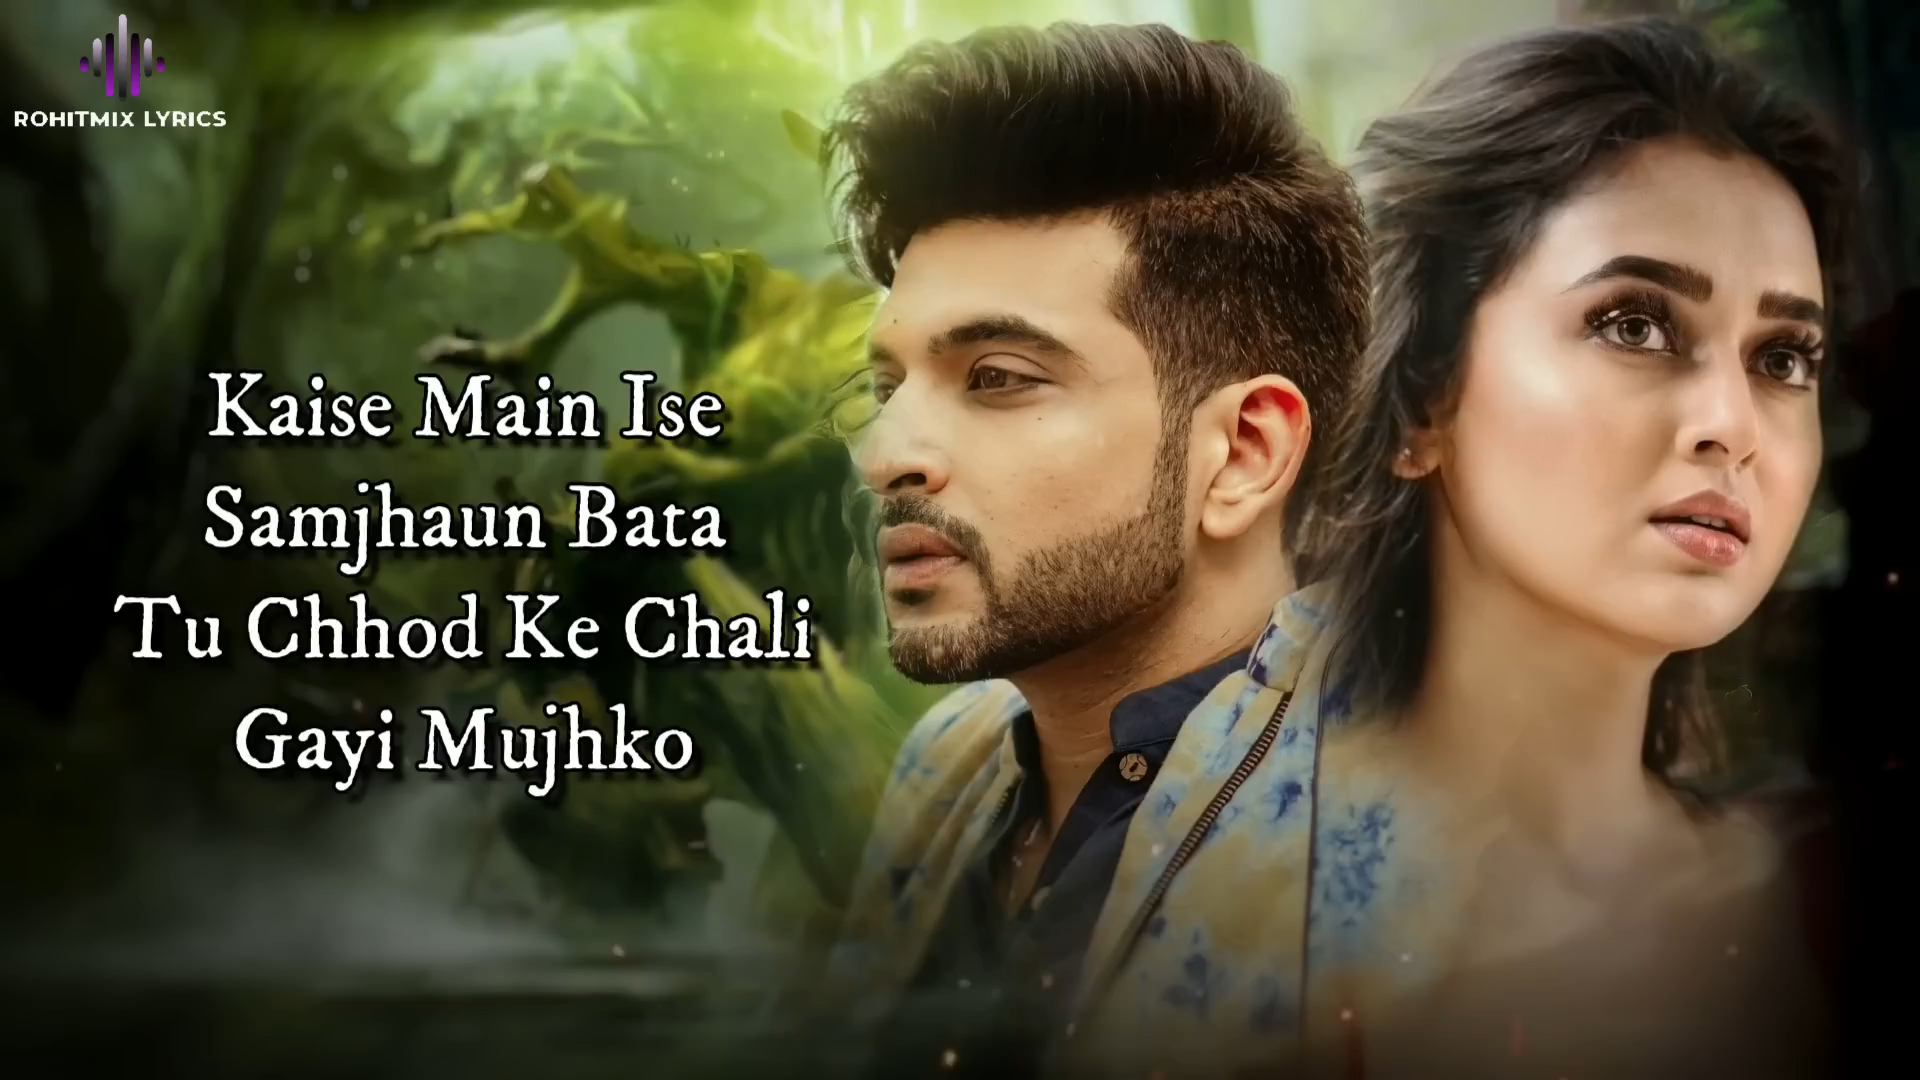 ROHITMIX LYRICS
Kaise Main Ise
Samjhaun Bata
Tu Chhod Ke Chali
Gayi Mujhko